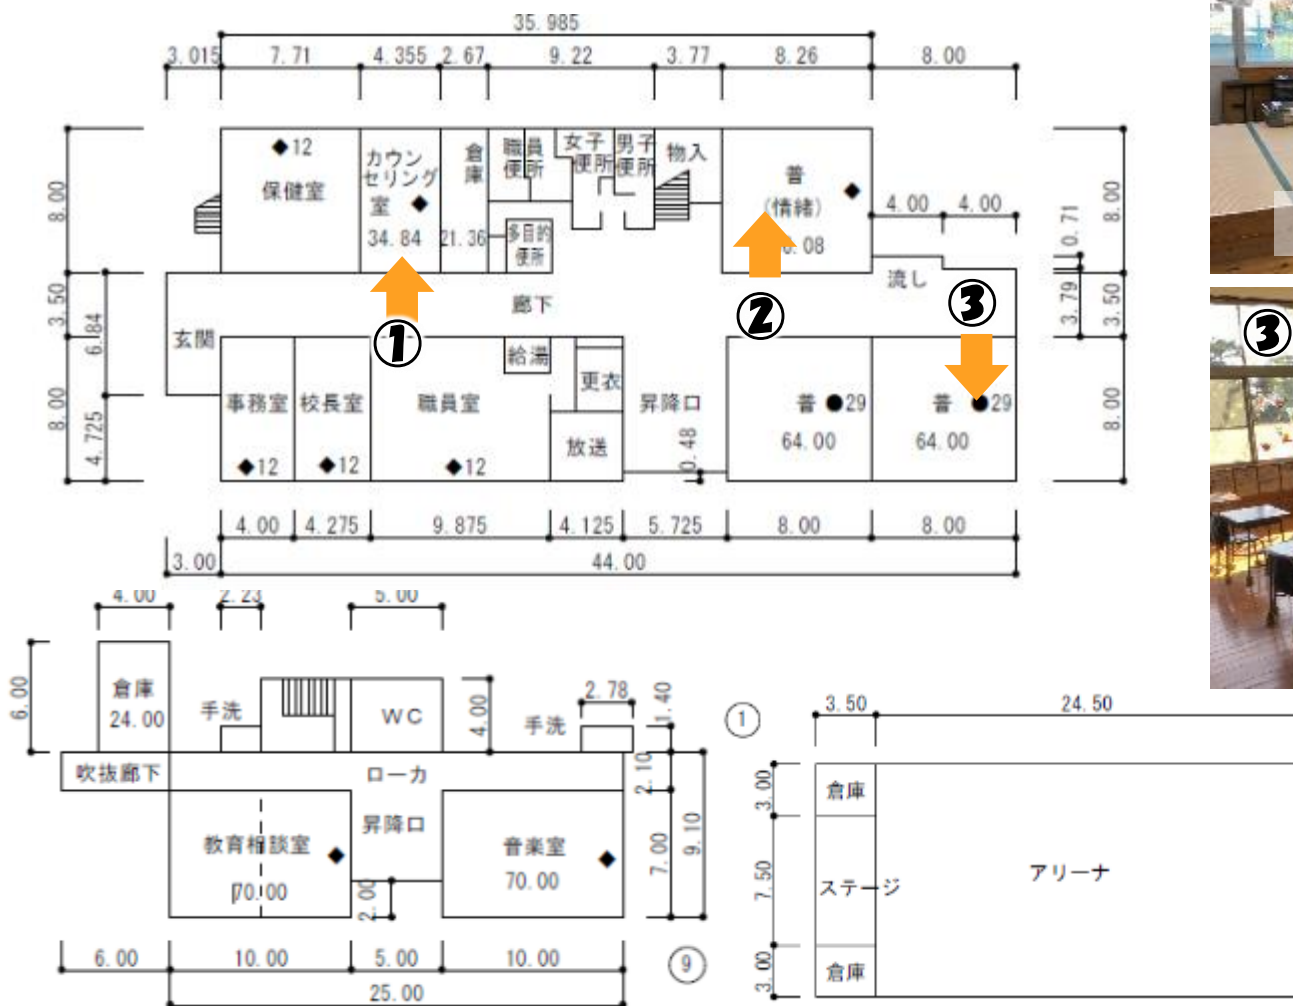 35.985
3.015 7.71 4.355 2.67 9.22 3.77 8.26 8.00
◆12
保健室
カウン
セリング
室 ◆
34.84
倉
庫
21.36
職員
便所
多目的
便所
女子
便所
男子
便所
物入
普 ◆
(情緒)
.08
4.00 4.00
0.71
流し
8.00
3.50
8.00
6.84
4.725
3.79
8.00
3.50
8.00
① ② ③
廊下
玄関
事務室
◆12
校長室
◆12
職員室
◆12
給湯
更衣
放送
昇降口
0.48
普 ●29
64.00
普 ●29
64.00
4.00 4.275 9.875 4.125 5.725 8.00 8.00
3.00 44.00
4.00 2.23 5.00
6.00
倉庫
24.00
手洗
WC
4.00
手洗
2.78
1.40
吹抜廊下
ローカ
2.10
昇降口
教育相談室 ◆
70.00
2.00
音楽室 ◆
70.00
7.00
9.10
6.00 10.00 5.00 10.00
25.00
①
⑨
3.50 24.50
3.00
7.50
3.00
倉庫
ステージ
倉庫
アリーナ
③